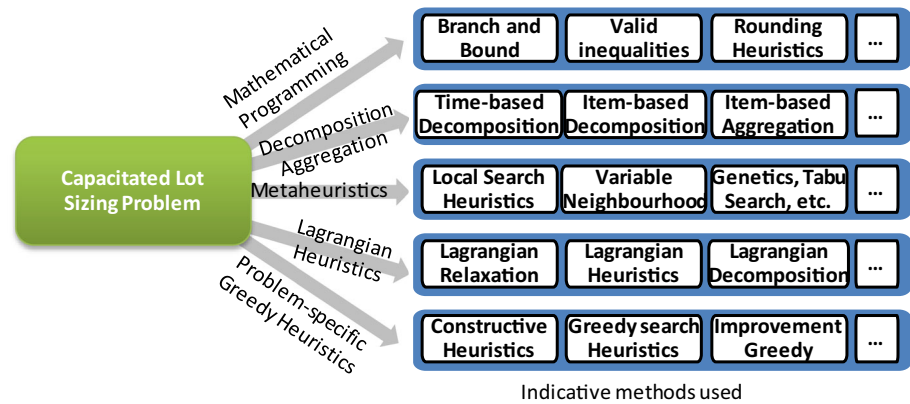 Capacitated Lot
Sizing Problem
Mathematical
Programming
Branch and
Bound
Valid
inequalities
Rounding
Heuristics
...
Decomposition
Aggregation
Time-based
Decomposition
Item-based
Decomposition
Item-based
Aggregation
...
Metaheuristics
Local Search
Heuristics
Variable
Neighbourhood
Genetics, Tabu
Search, etc.
...
Lagrangian
Heuristics
Lagrangian
Relaxation
Lagrangian
Heuristics
Lagrangian
Decomposition
...
Problem-specific
Greedy Heuristics
Constructive
Heuristics
Greedy search
Heuristics
Improvement
Greedy
...
Indicative methods used